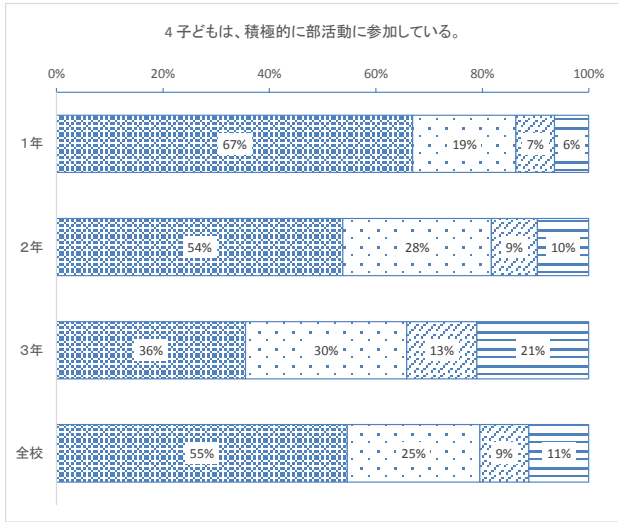 4 子どもは、積極的に部活動に参加している。
0% 20% 40% 60% 80% 100%
1年 67% 19% 7% 6%
2年 54% 28% 9% 10%
3年 36% 30% 13% 21%
全校 55% 25% 9% 11%